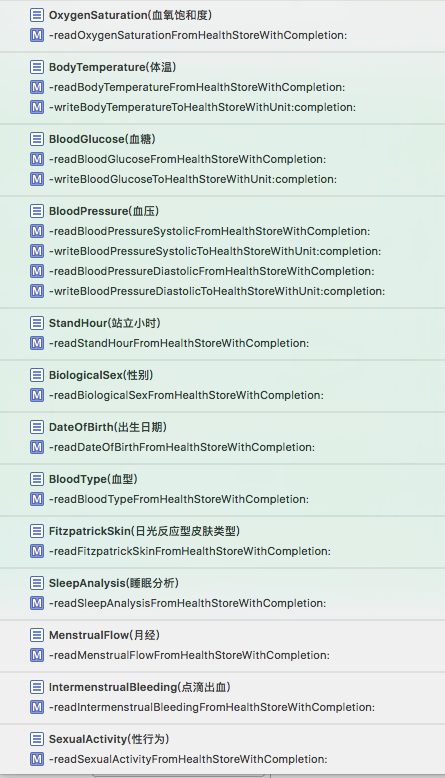 OxygenSaturation(血氧饱和度)
M -readOxygenSaturationFromHealthStoreWithCompletion:
BodyTemperature(体温)
M -readBodyTemperatureFromHealthStoreWithCompletion:
M -writeBodyTemperatureToHealthStoreWithUnit:completion:
BloodGlucose(血糖)
M -readBloodGlucoseFromHealthStoreWithCompletion:
M -writeBloodGlucoseToHealthStoreWithUnit:completion:
BloodPressure(血压)
M -readBloodPressureSystolicFromHealthStoreWithCompletion:
M -writeBloodPressureSystolicToHealthStoreWithUnit:completion:
M -readBloodPressureDiastolicFromHealthStoreWithCompletion:
M -writeBloodPressureDiastolicToHealthStoreWithUnit:completion:
StandHour(站立小时)
M -readStandHourFromHealthStoreWithCompletion:
BiologicalSex(性别)
M -readBiologicalSexFromHealthStoreWithCompletion:
DateOfBirth(出生日期)
M -readDateOfBirthFromHealthStoreWithCompletion:
BloodType(血型)
M -readBloodTypeFromHealthStoreWithCompletion:
FitzpatrickSkin(日光反应型皮肤类型)
M -readFitzpatrickSkinFromHealthStoreWithCompletion:
SleepAnalysis(睡眠分析)
M -readSleepAnalysisFromHealthStoreWithCompletion:
MenstrualFlow(月经)
M -readMenstrualFlowFromHealthStoreWithCompletion:
IntermenstrualBleeding(点滴出血)
M -readIntermenstrualBleedingFromHealthStoreWithCompletion:
SexualActivity(性行为)
M -readSexualActivityFromHealthStoreWithCompletion: